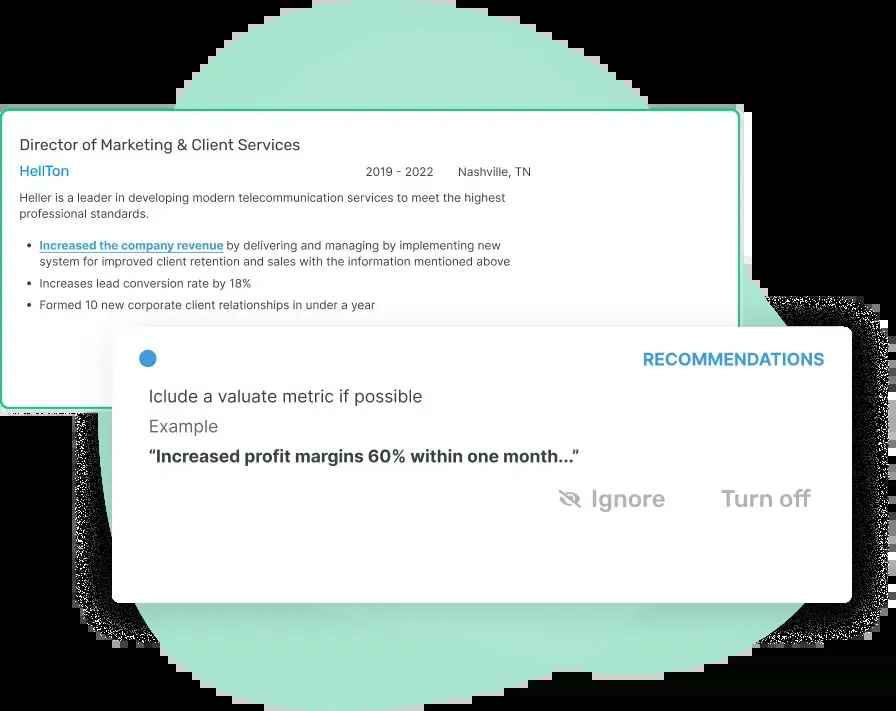 Director of Marketing & Client Services
HellTon
2019 - 2022 Nashville, TN
Heller is a leader in developing modern telecommunication services to meet the highest
professional standards.
• Increased the company revenue by delivering and managing by implementing new
system for improved client retention and sales with the information mentioned above
• Increases lead conversion rate by 18%
• Formed 10 new corporate client relationships in under a year
RECOMMENDATIONS
Iclude a valuate metric if possible
Example
“Increased profit margins 60% within one month...”
Ignore Turn off